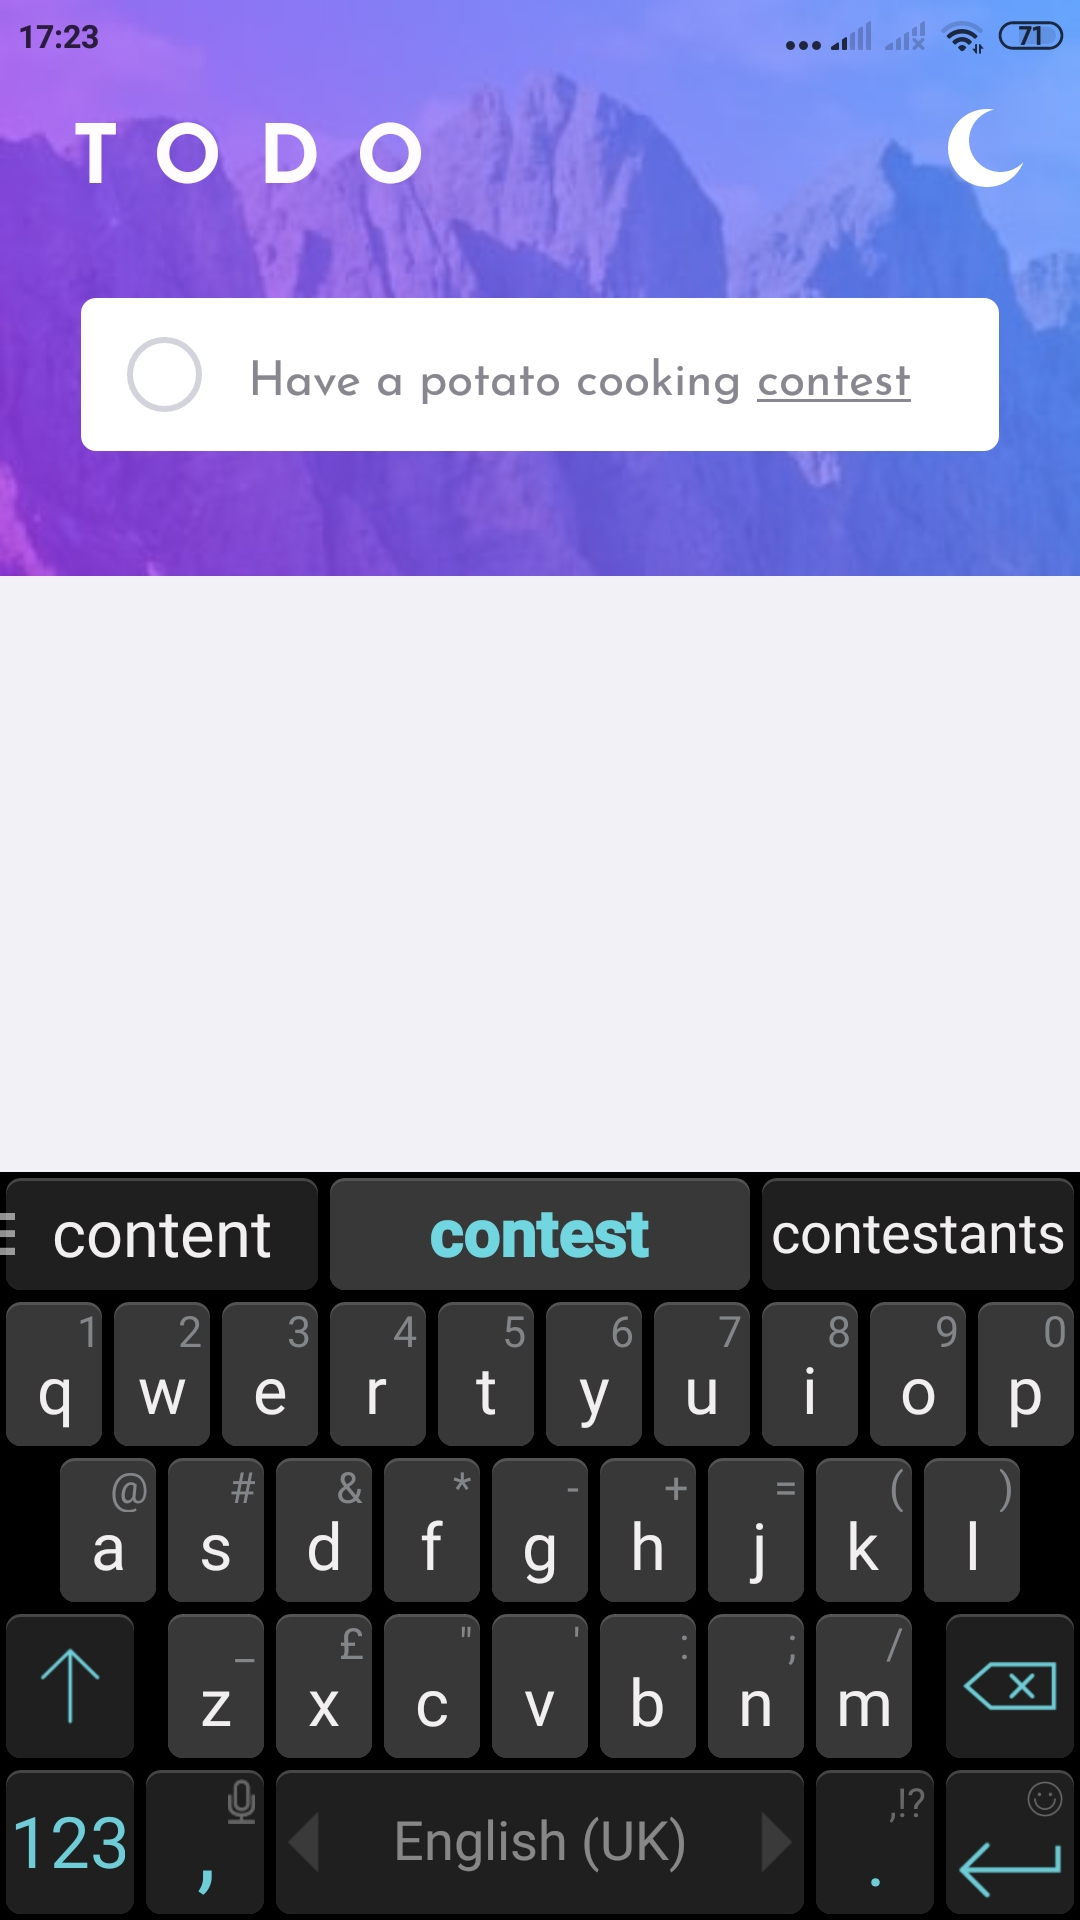 17:23 71
TODO
Have a potato cooking contest
content contest contestants
1 2 3 4 5 6 7 8 9 0
q w e r t y u i o p
@ # & * - + = ( )
a s d f g h j k l
_ £ " ' : ; /
z x c v b n m
,!?
123 , English (UK) .